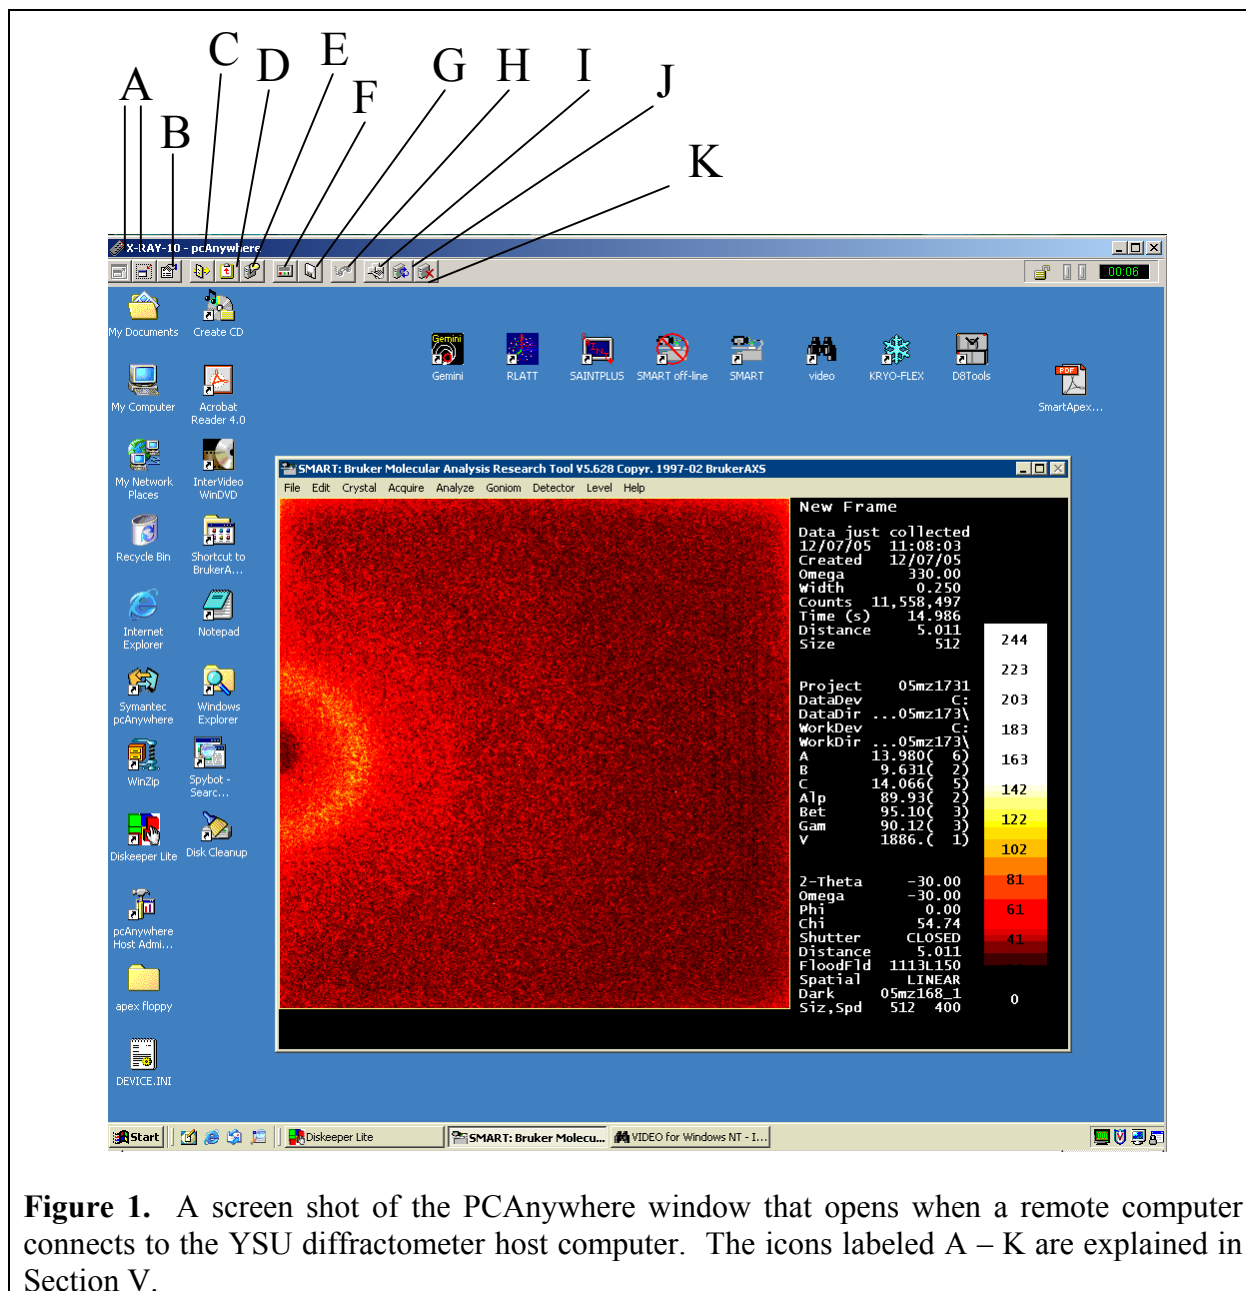 A
B
C
D
E
F
G
H
I
J
K
X-RAY-10 - pcAnywhere
00:06
My Documents
Create CD
My Computer
Acrobat
Reader 4.0
My Network
Places
InterVideo
WinDVD
Recycle Bin
Shortcut to
BrukerA...
Internet
Explorer
Notepad
Symantec
pcAnywhere
Windows
Explorer
WinZip
Spybot -
Searc...
Diskeeper Lite
Disk Cleanup
pcAnywhere
Host Admi...
apex floppy
DEVICE.INI
Gemini
Gemini
RLATT
SAINTPLUS
SMART off-line
SMART
video
KRYO-FLEX
D8Tools
PDF
SmartApex...
SMART: Bruker Molecular Analysis Research Tool V5.628 Copyr. 1997-02 BrukerAXS
File Edit Crystal Acquire Analyze Goniom Detector Level Help
New Frame
Data just collected
12/07/05 11:08:03
Created 12/07/05
Omega 330.00
Width 0.250
Counts 11,558,497
Time (s) 14.986
Distance 5.011
Size 512
Project 05mz1731
DataDev C:
DataDir ...05mz173\
WorkDev C:
WorkDir ...05mz173\
A 13.980( 6)
B 9.631( 2)
C 14.066( 5)
Alp 89.93( 2)
Bet 95.10( 3)
Gam 90.12( 3)
V 1886.( 1)
2-Theta -30.00
Omega -30.00
Phi 0.00
Chi 54.74
Shutter CLOSED
Distance 5.011
FloodFld 1113L150
Spatial LINEAR
Dark 05mz168_1
Siz,Spd 512 400
244
223
203
183
163
142
122
102
81
61
41
0
Start
Diskeeper Lite
SMART: Bruker Molecu...
VIDEO for Windows NT - I...
Figure 1. A screen shot of the PCAnywhere window that opens when a remote computer
connects to the YSU diffractometer host computer. The icons labeled A – K are explained in
Section V.